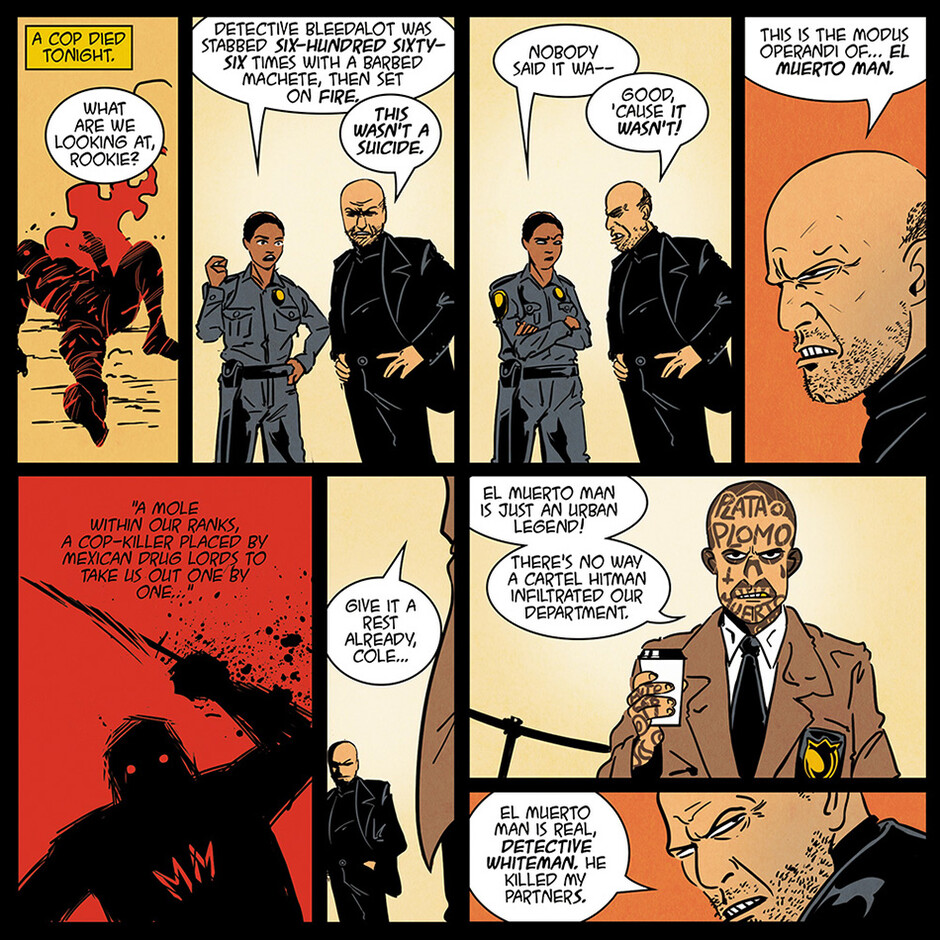 A COP DIED
TONIGHT.
WHAT
ARE WE
LOOKING AT,
ROOKIE?
DETECTIVE BLEEDALOT WAS
STABBED SIX-HUNDRED SIXTY-
SIX TIMES WITH A BARBED
MACHETE, THEN SET
ON FIRE.
THIS
WASN'T A
SUICIDE.
NOBODY
SAID IT WA--
GOOD,
'CAUSE IT
WASN'T!
THIS IS THE MODUS
OPERANDI OF... EL
MUERTO MAN.
"A MOLE
WITHIN OUR RANKS,
A COP-KILLER PLACED BY
MEXICAN DRUG LORDS TO
TAKE US OUT ONE BY
ONE..."
MM
GIVE IT A
REST
ALREADY,
COLE...
EL MUERTO MAN
IS JUST AN URBAN
LEGEND!
THERE'S NO WAY
A CARTEL HITMAN
INFILTRATED OUR
DEPARTMENT.
PLATA O
PLOMO
MUERTO
EL MUERTO
MAN IS REAL,
DETECTIVE
WHITEMAN. HE
KILLED MY
PARTNERS.